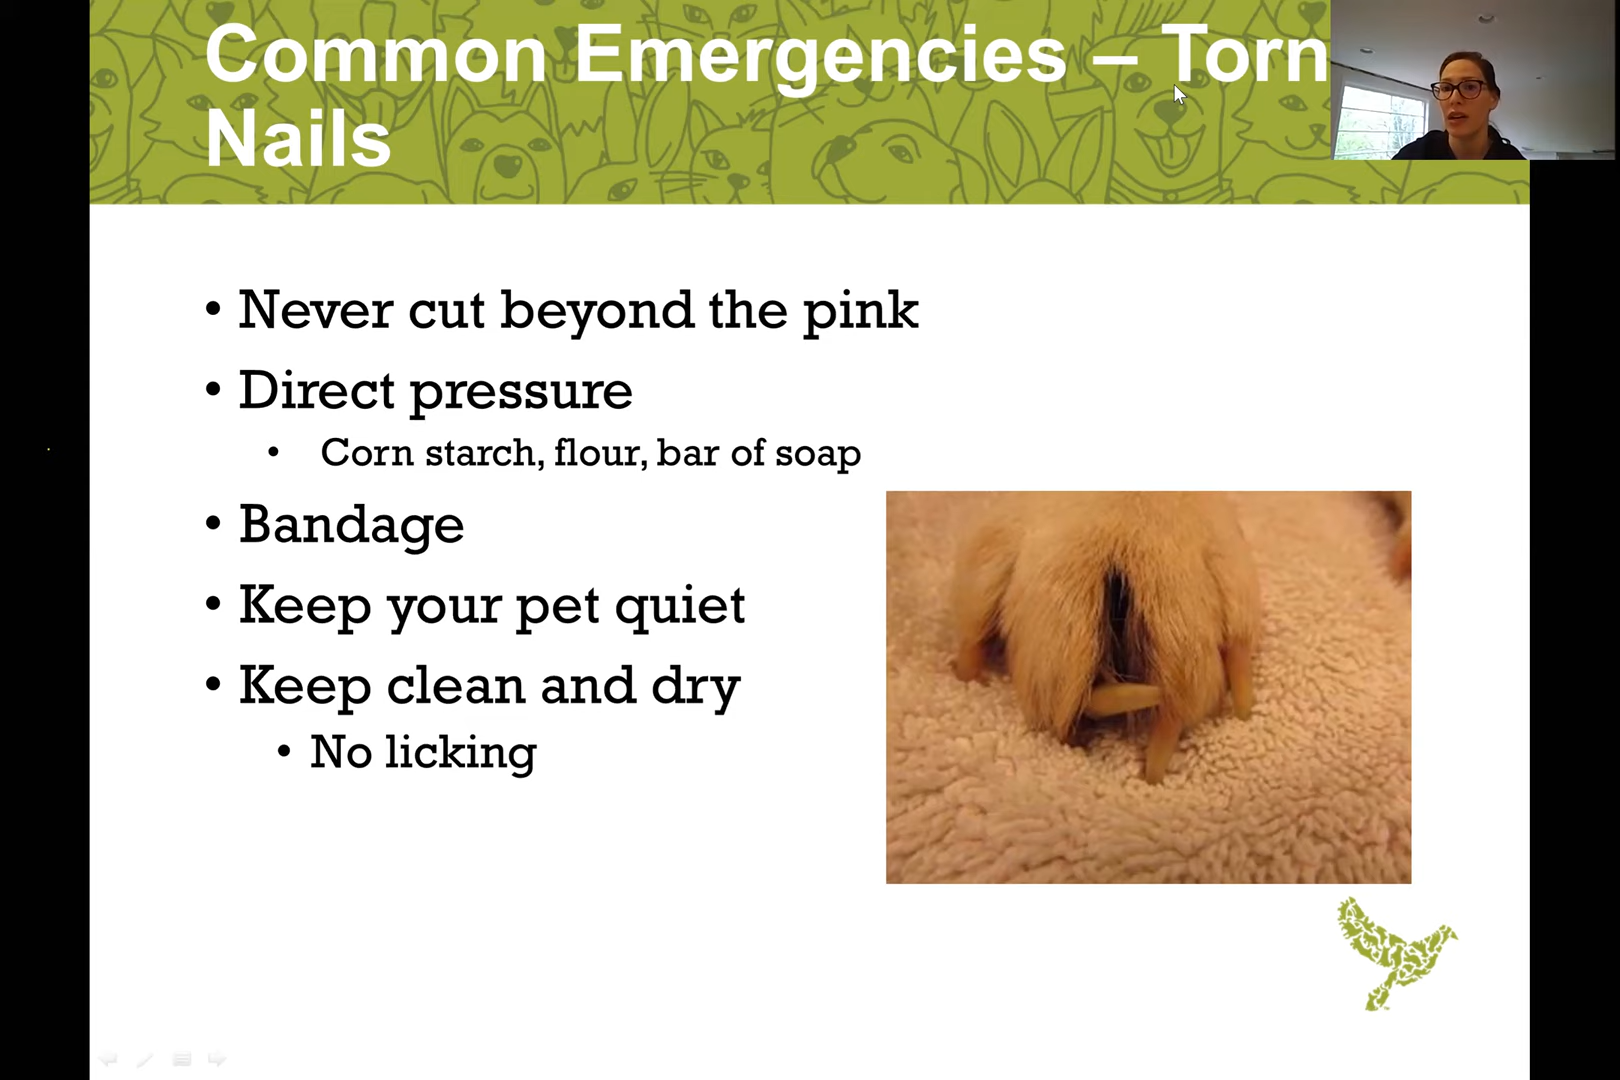 Common Emergencies – Torn
Nails
• Never cut beyond the pink
• Direct pressure
• Corn starch, flour, bar of soap
• Bandage
• Keep your pet quiet
• Keep clean and dry
• No licking